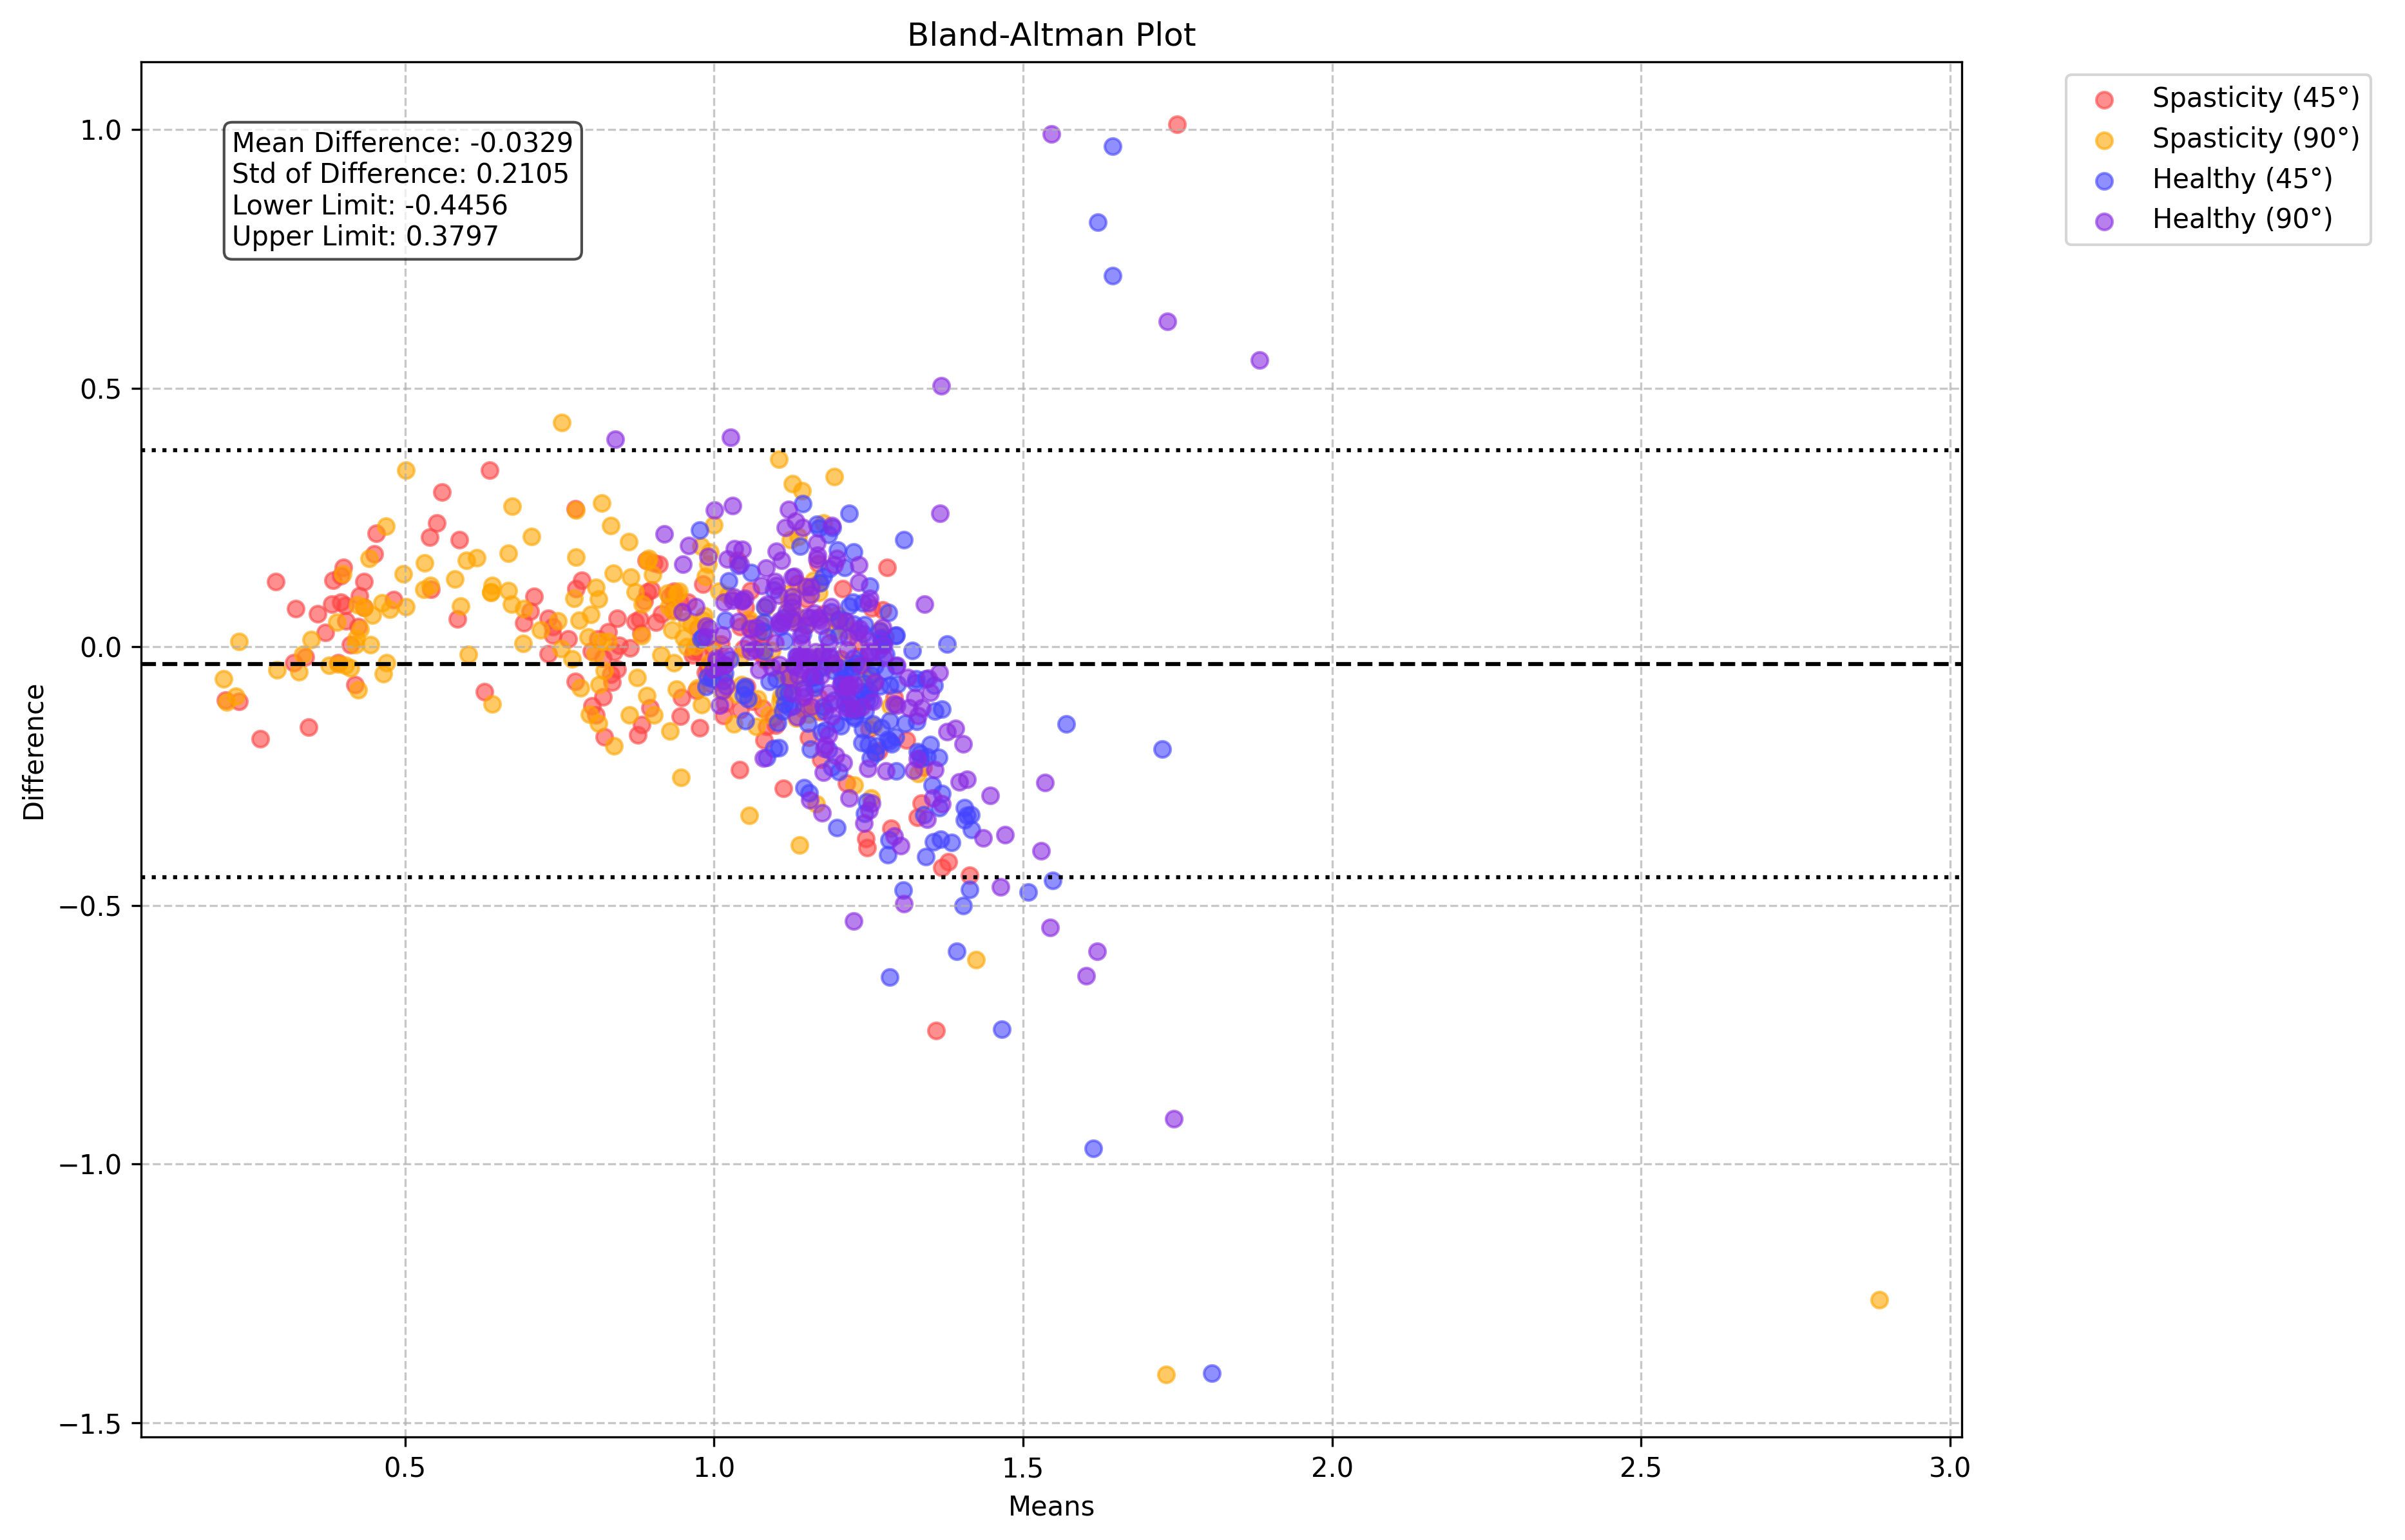 Bland-Altman Plot
Mean Difference: -0.0329
Std of Difference: 0.2105
Lower Limit: -0.4456
Upper Limit: 0.3797
Spasticity (45°)
Spasticity (90°)
Healthy (45°)
Healthy (90°)
Difference
1.0
0.5
0.0
−0.5
−1.0
−1.5
0.5
1.0
1.5
2.0
2.5
3.0
Means